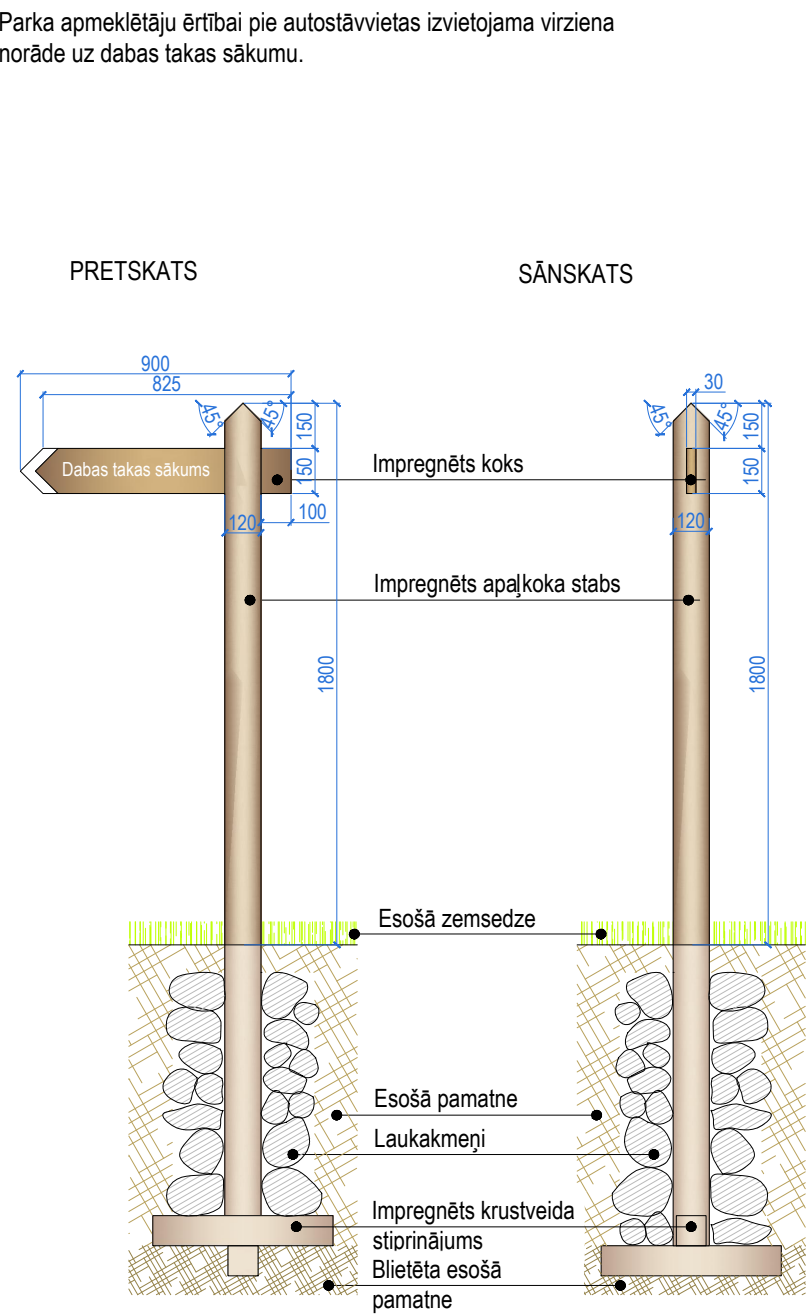 Parka apmeklētāju ērtībai pie autostāvvietas izvietojama virziena
norāde uz dabas takas sākumu.
PRETSKATS
SĀNSKATS
900
825
45°
45°
150
150
100
120
1800
Dabas takas sākums
30
45°
45°
150
150
120
1800
Impregnēts koks
Impregnēts apaļkoka stabs
Esošā zemsedze
Esošā pamatne
Laukakmeņi
Impregnēts krustveida
stiprinājums
Blietēta esošā
pamatne